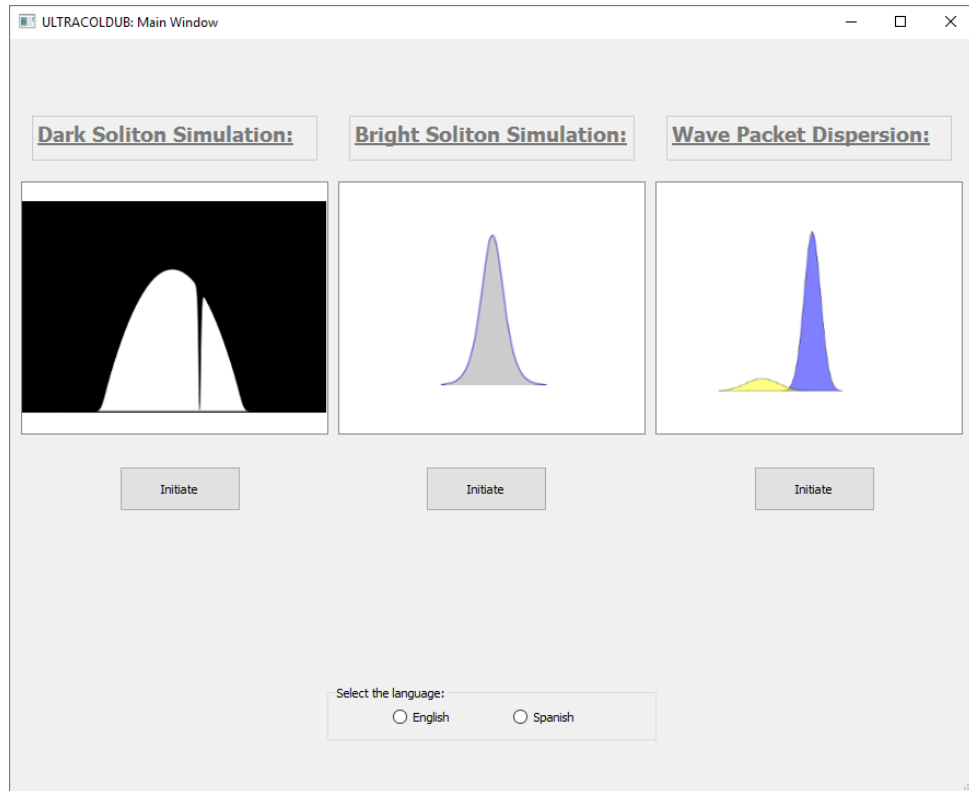 ULTRACOLDUB: Main Window
Dark Soliton Simulation:
Bright Soliton Simulation:
Wave Packet Dispersion:
Initiate
Initiate
Initiate
Select the language:
English
Spanish